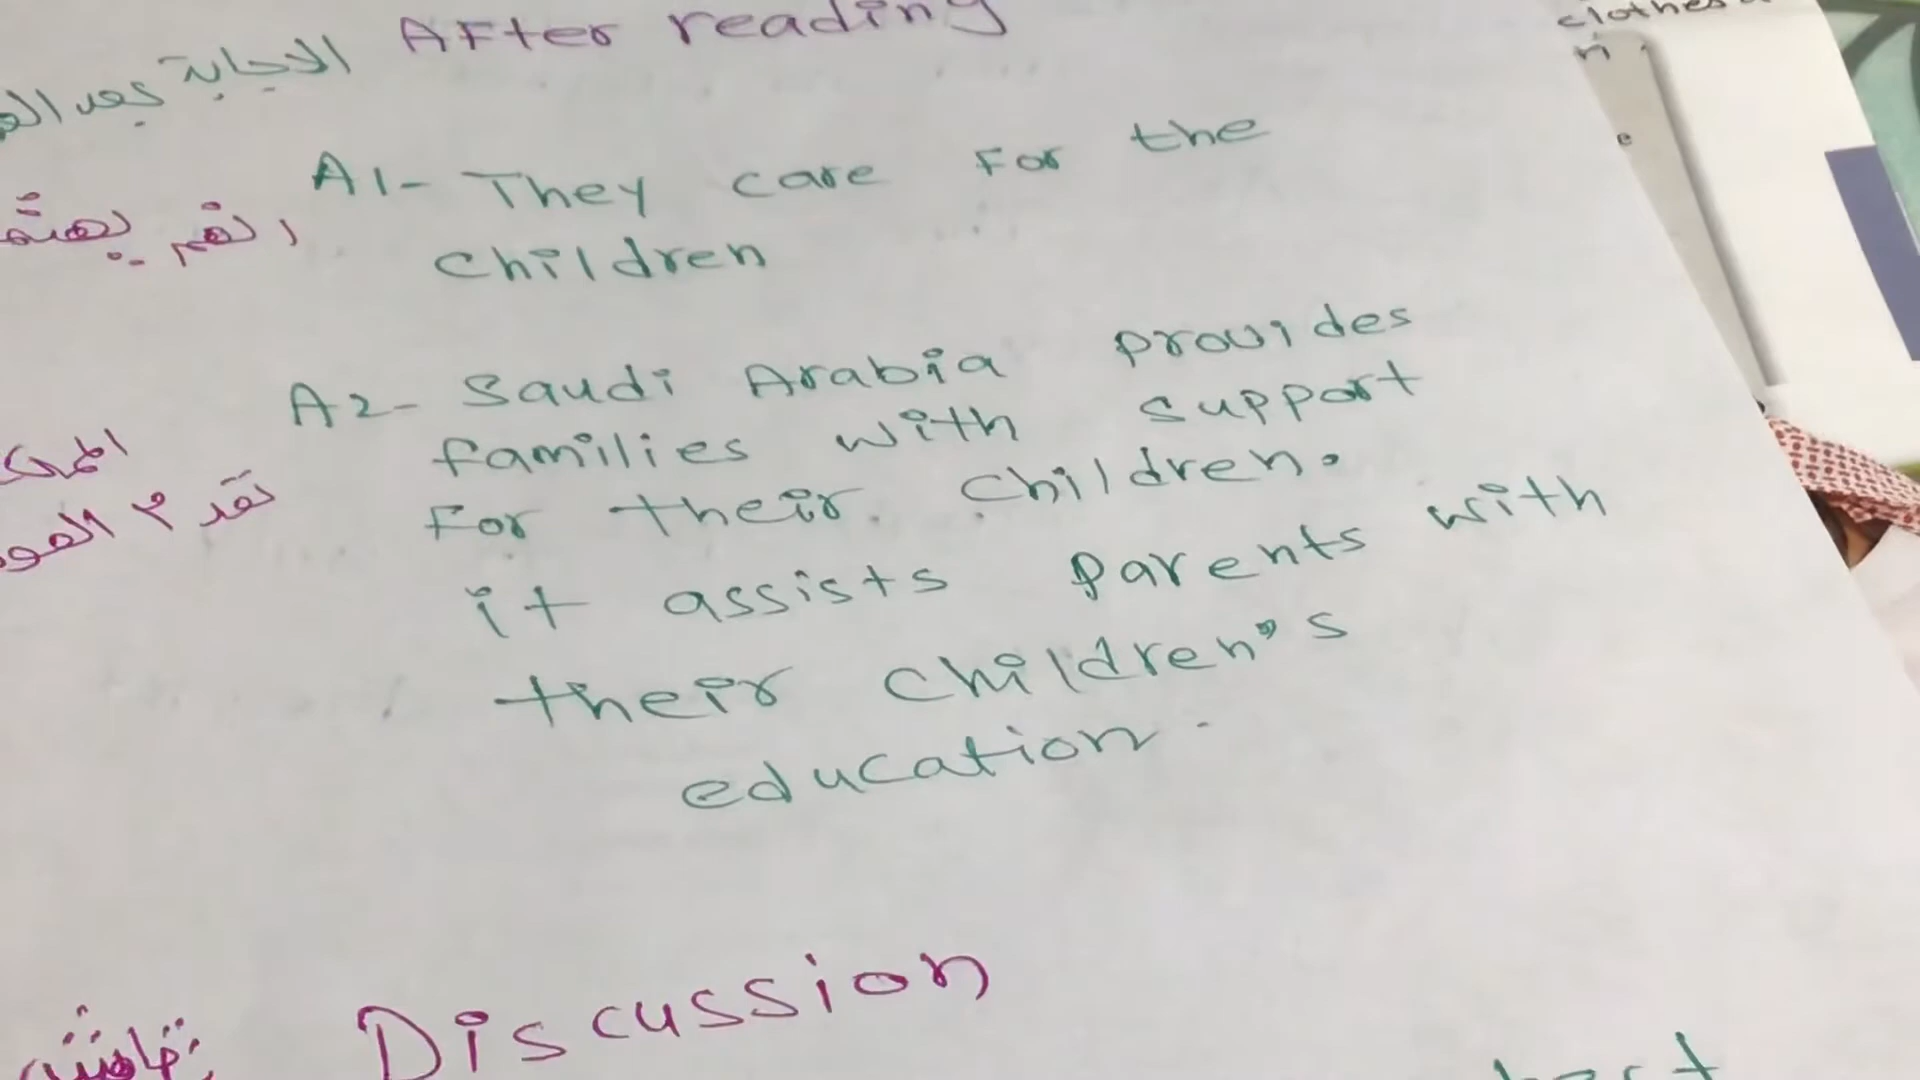 AFter reading
الاجابة بعد
A1- They care For the
children
A2- Saudi Arabia provides
families with support
For their children.
it assists parents with
their children's
education.
Discussion
clothes
n
e